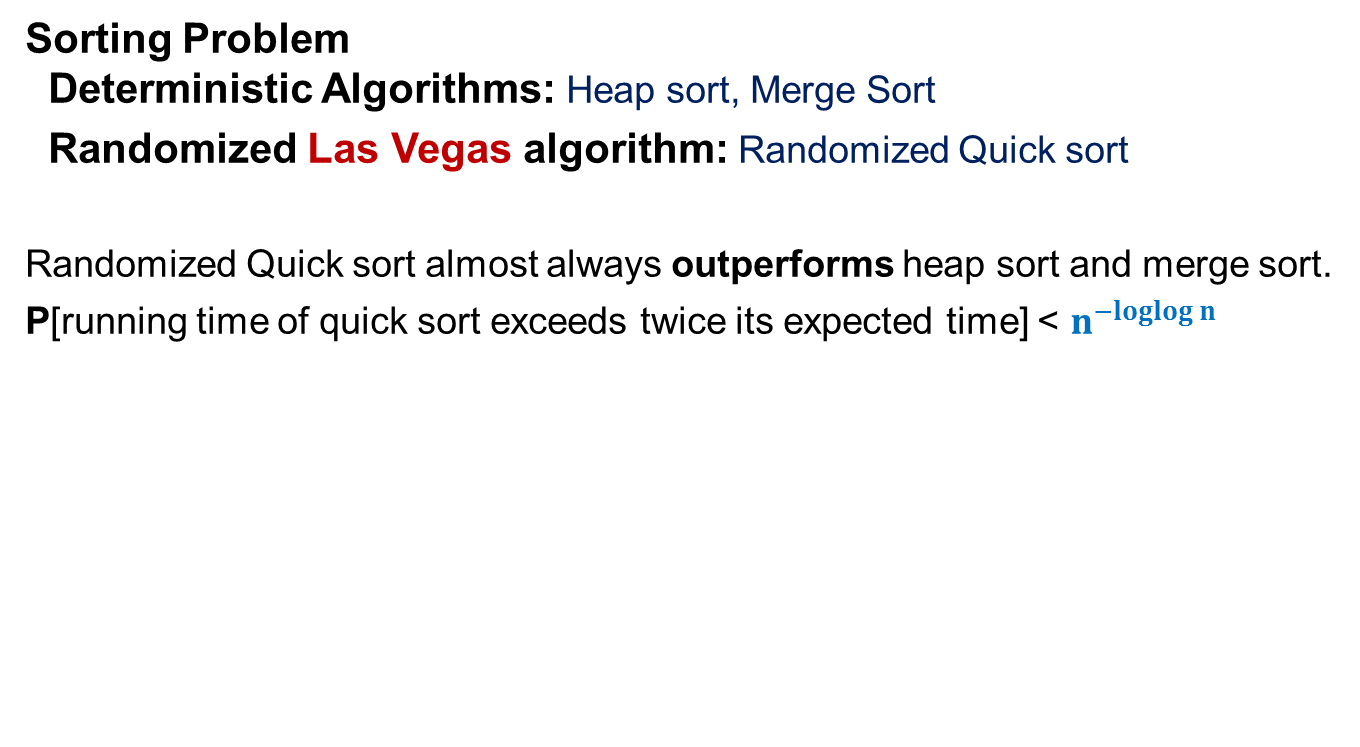 Sorting Problem
Deterministic Algorithms: Heap sort, Merge Sort
Randomized Las Vegas algorithm: Randomized Quick sort
Randomized Quick sort almost always outperforms heap sort and merge sort.
P[running time of quick sort exceeds twice its expected time] < n^−loglog n